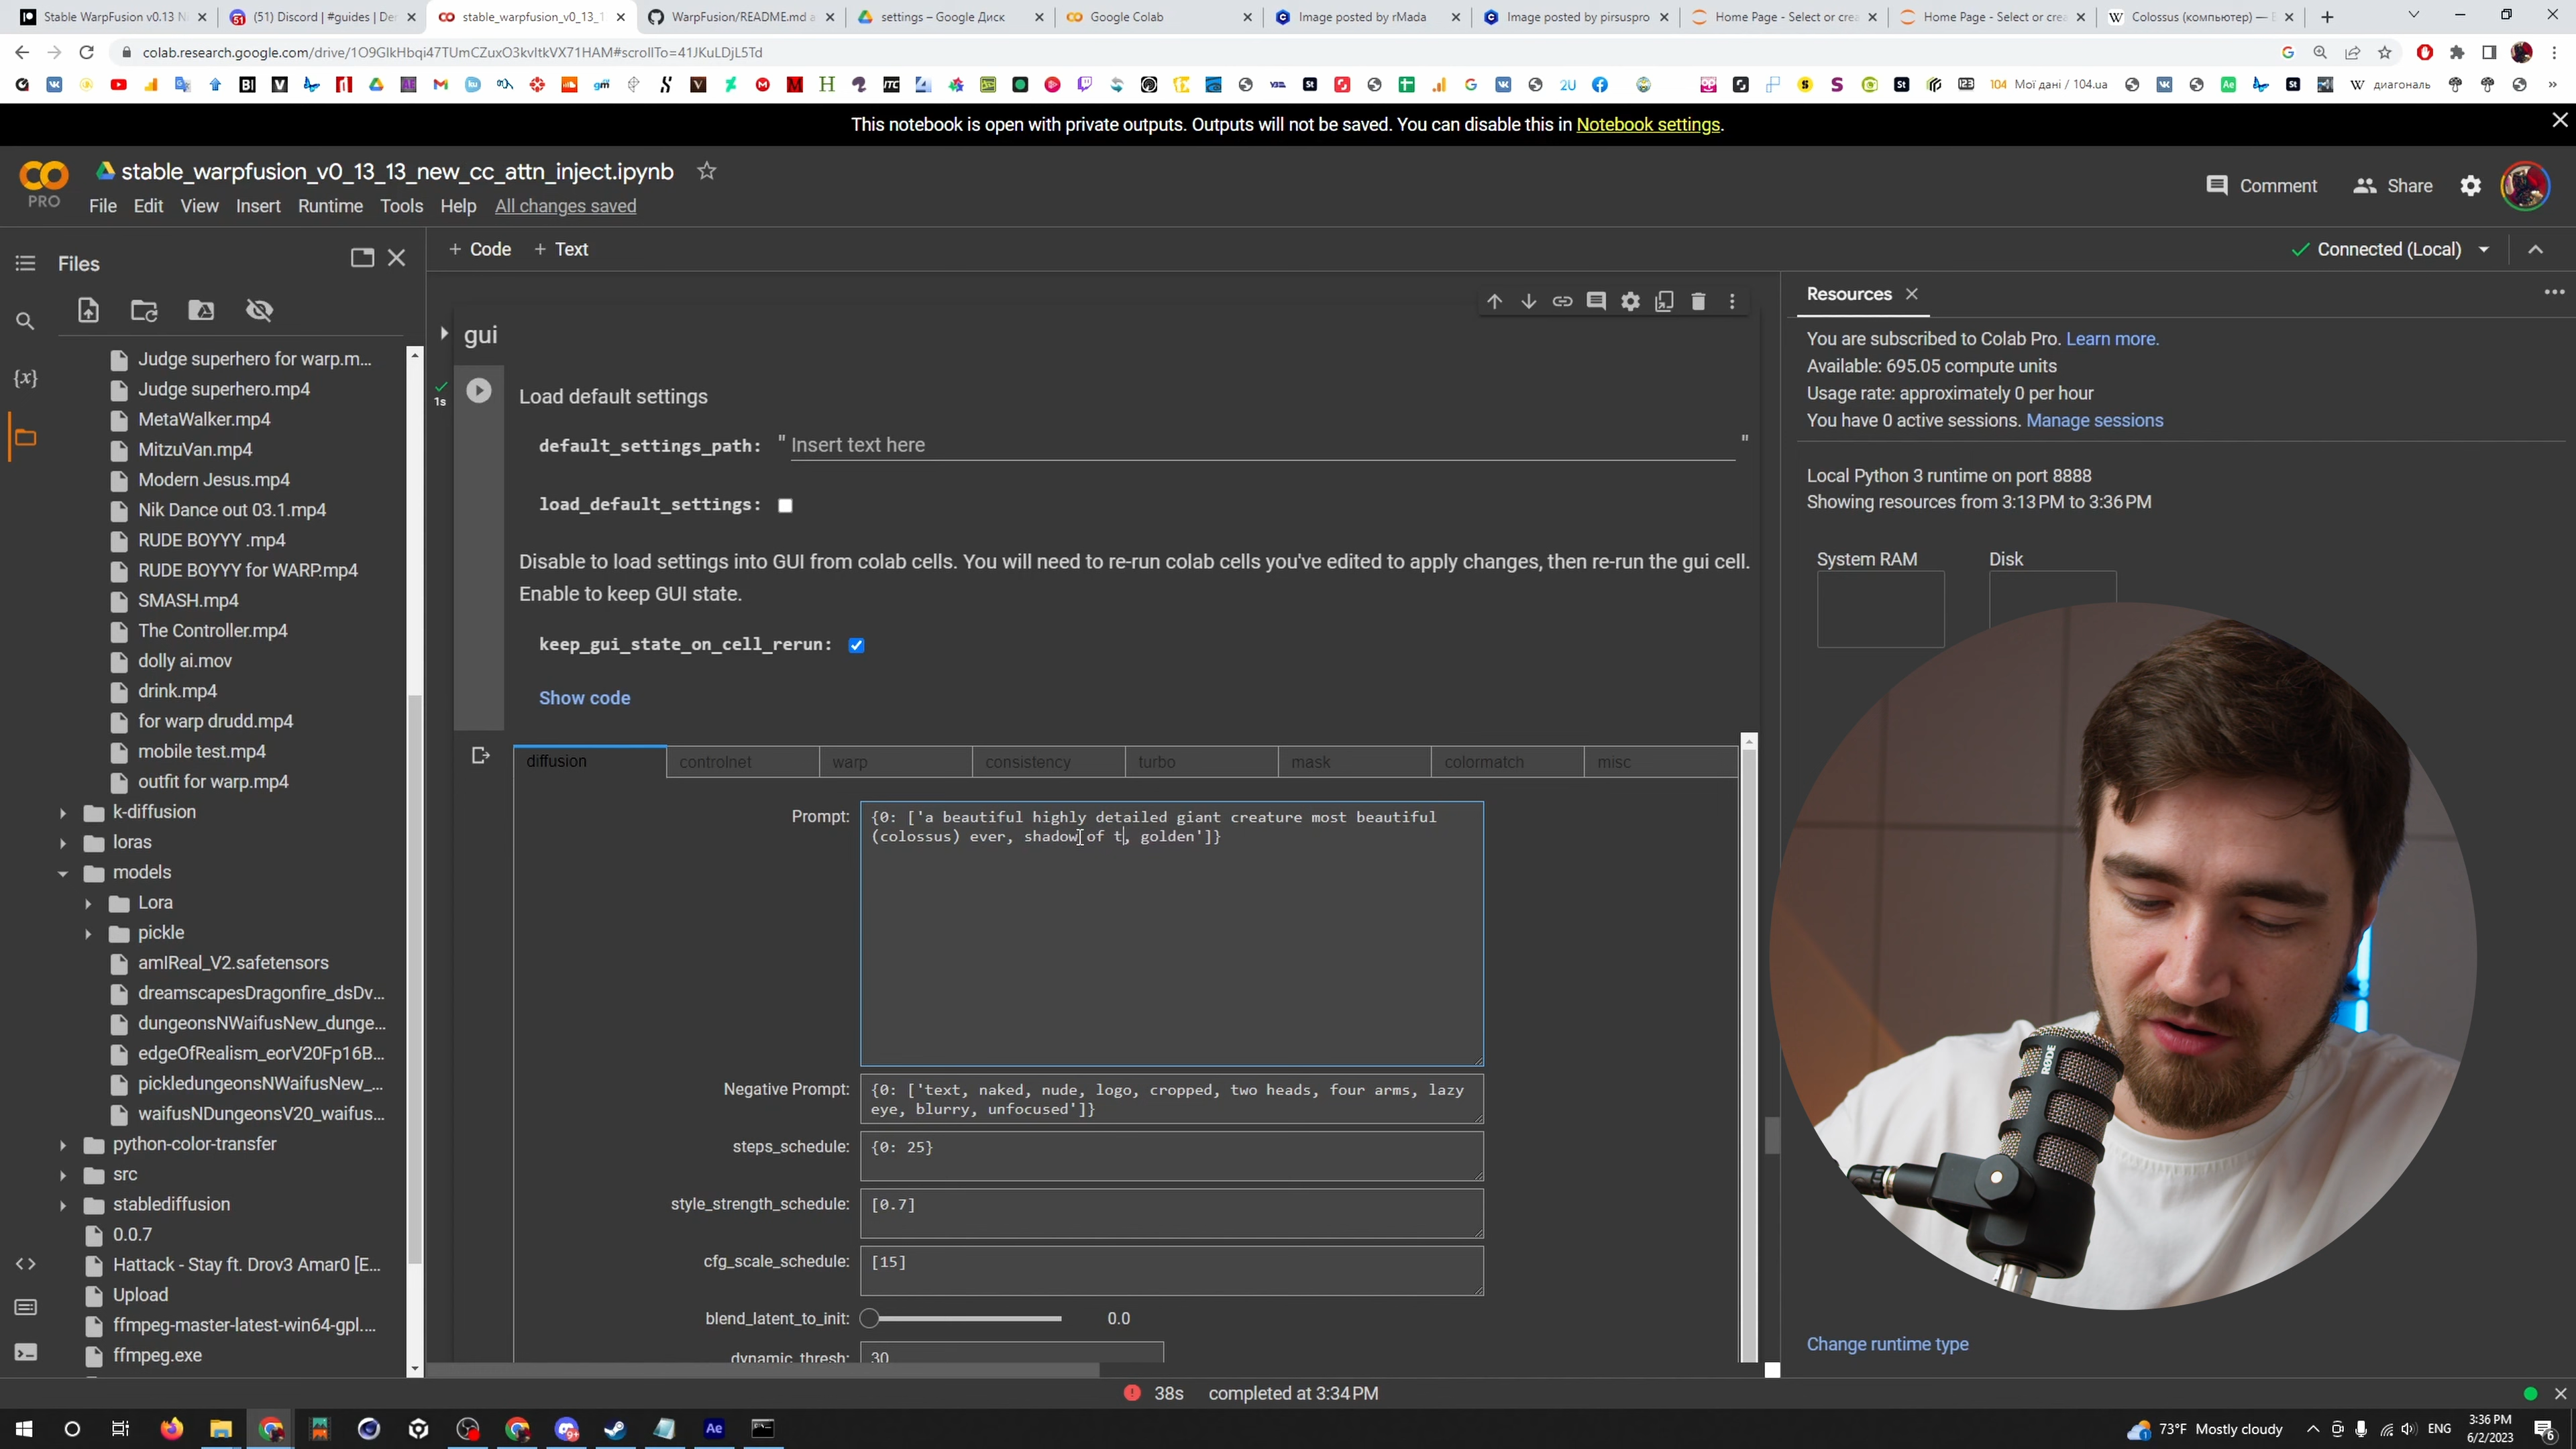 Stable WarpFusion v0.13 N
(51) Discord | #guides | De
stable_warpfusion_v0_13_1
WarpFusion/README.md a
settings – Google Диск
Google Colab
Image posted by rMada
Image posted by pirsuspro
Home Page - Select or crea
Home Page - Select or crea
Colossus (компьютер) —
colab.research.google.com/drive/1O9GlkHbqi47TUmCZuxO3kvItkVX71HAM#scrollTo=41JKuLDjL5Td
104 Мої дані / 104.ua
диагональ
This notebook is open with private outputs. Outputs will not be saved. You can disable this in Notebook settings.
CO
PRO
stable_warpfusion_v0_13_13_new_cc_attn_inject.ipynb
File Edit View Insert Runtime Tools Help All changes saved
Comment
Share
+ Code + Text
Connected (Local)
Files
Judge superhero for warp.m...
Judge superhero.mp4
MetaWalker.mp4
MitzuVan.mp4
Modern Jesus.mp4
Nik Dance out 03.1.mp4
RUDE BOYYY .mp4
RUDE BOYYY for WARP.mp4
SMASH.mp4
The Controller.mp4
dolly ai.mov
drink.mp4
for warp drudd.mp4
mobile test.mp4
outfit for warp.mp4
k-diffusion
loras
models
Lora
pickle
amIReal_V2.safetensors
dreamscapesDragonfire_dsDv...
dungeonsNWaifusNew_dunge...
edgeOfRealism_eorV20Fp16B...
pickledungeonsNWaifusNew_...
waifusNDungeonsV20_waifus...
python-color-transfer
src
stablediffusion
0.0.7
Hattack - Stay ft. Drov3 Amar0 [E...
Upload
ffmpeg-master-latest-win64-gpl....
ffmpeg.exe
gui
1s
Load default settings
default_settings_path: "Insert text here"
load_default_settings:
Disable to load settings into GUI from colab cells. You will need to re-run colab cells you've edited to apply changes, then re-run the gui cell.
Enable to keep GUI state.
keep_gui_state_on_cell_rerun:
Show code
diffusion controlnet warp consistency turbo mask colormatch misc
Prompt: {0: ['a beautiful highly detailed giant creature most beautiful
(colossus) ever, shadow of t, golden']}
Negative Prompt: {0: ['text, naked, nude, logo, cropped, two heads, four arms, lazy
eye, blurry, unfocused']}
steps_schedule: {0: 25}
style_strength_schedule: [0.7]
cfg_scale_schedule: [15]
blend_latent_to_init: 0.0
dynamic_thresh: 30
Resources
You are subscribed to Colab Pro. Learn more.
Available: 695.05 compute units
Usage rate: approximately 0 per hour
You have 0 active sessions. Manage sessions
Local Python 3 runtime on port 8888
Showing resources from 3:13 PM to 3:36 PM
System RAM Disk
RØDE
Change runtime type
38s completed at 3:34 PM
73°F Mostly cloudy
ENG
3:36 PM
6/2/2023